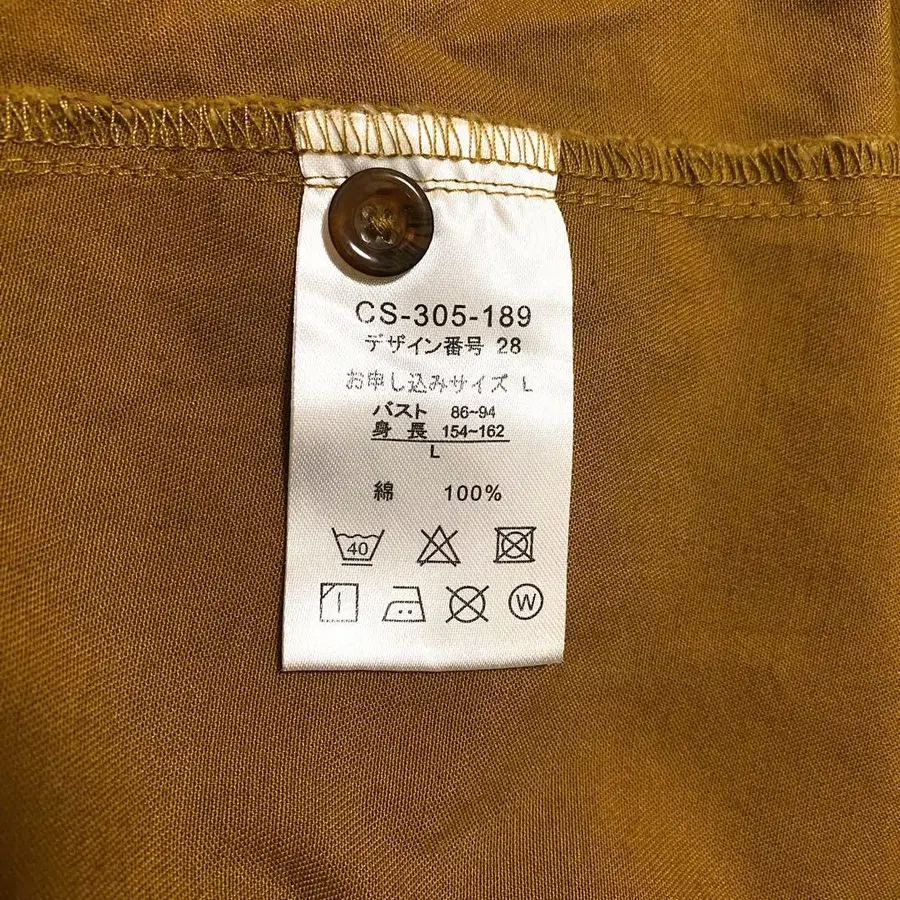 CS-305-189
デザイン番号 28
お申し込みサイズ L
バスト 86~94
身長 154~162
L
綿 100%
40
W